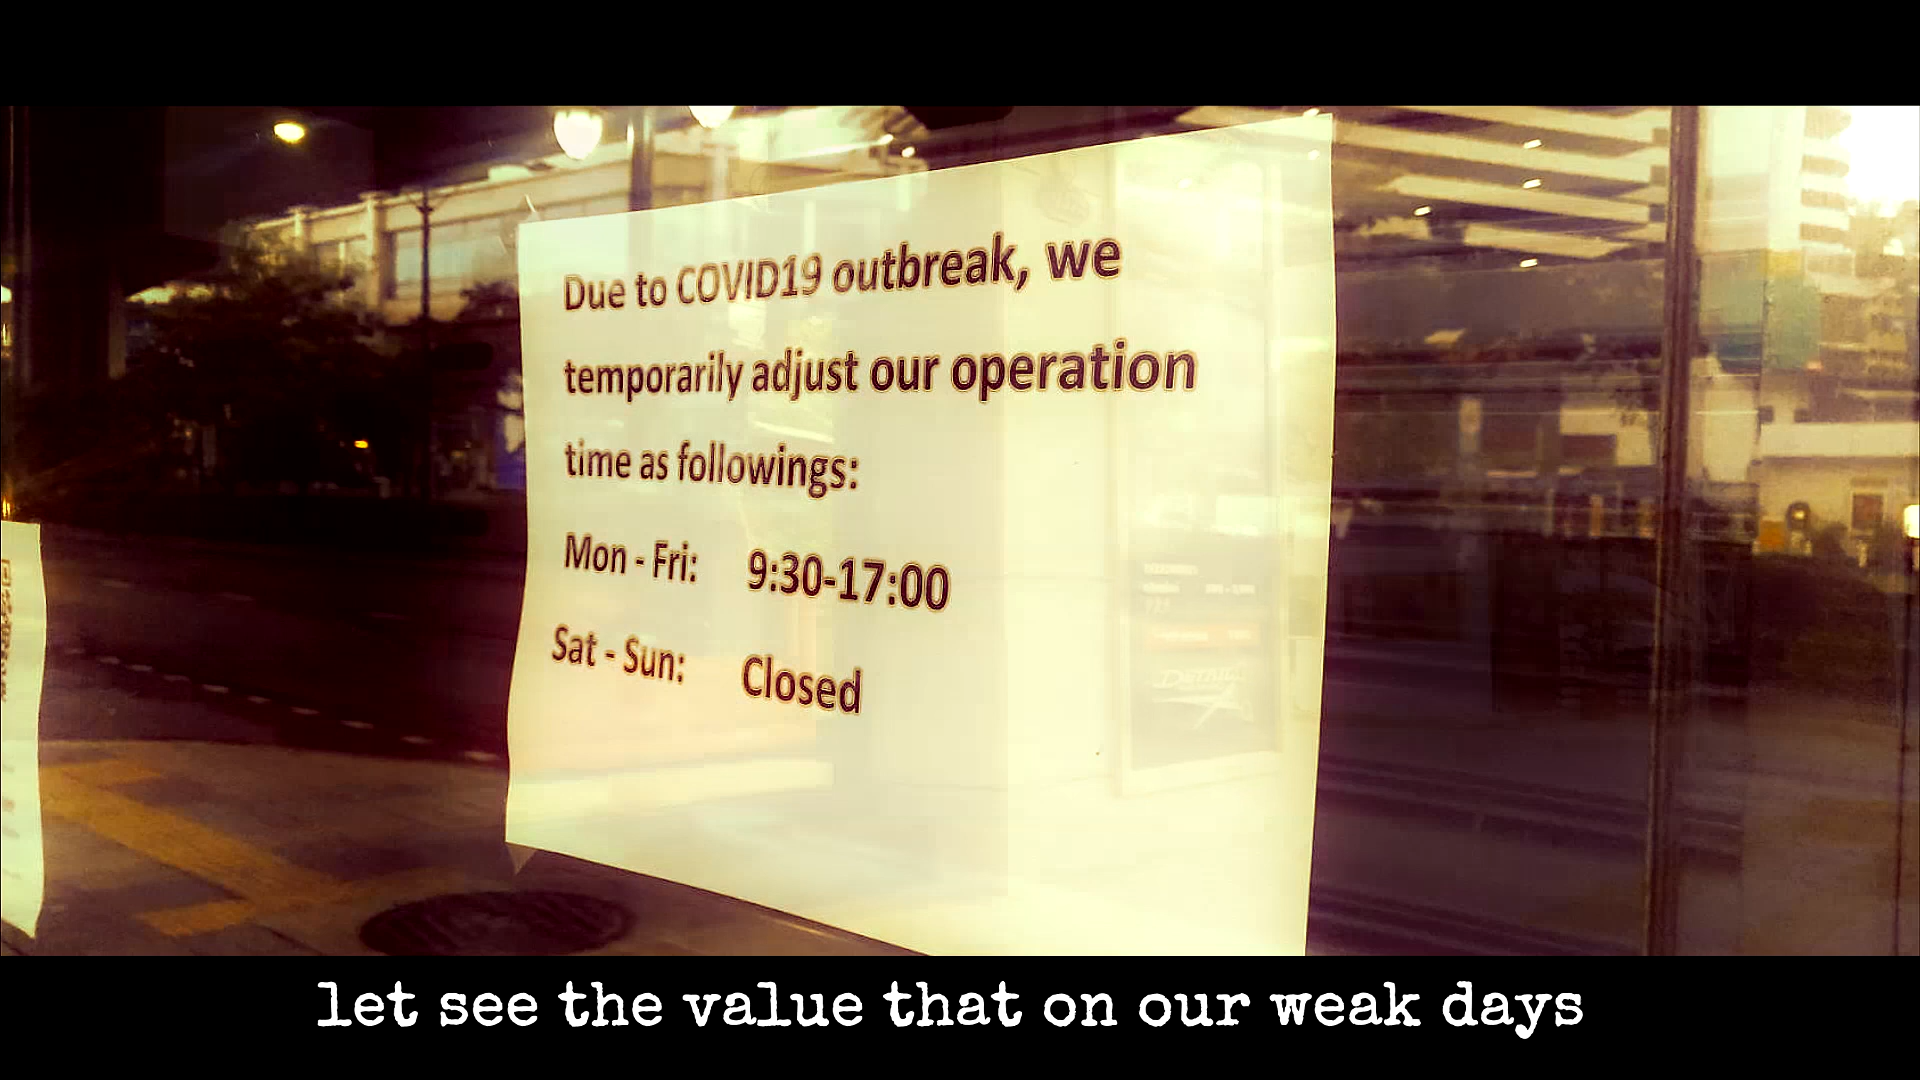 Due to COVID19 outbreak, we
temporarily adjust our operation
time as followings:
Mon - Fri: 9:30-17:00
Sat - Sun: Closed
let see the value that on our weak days